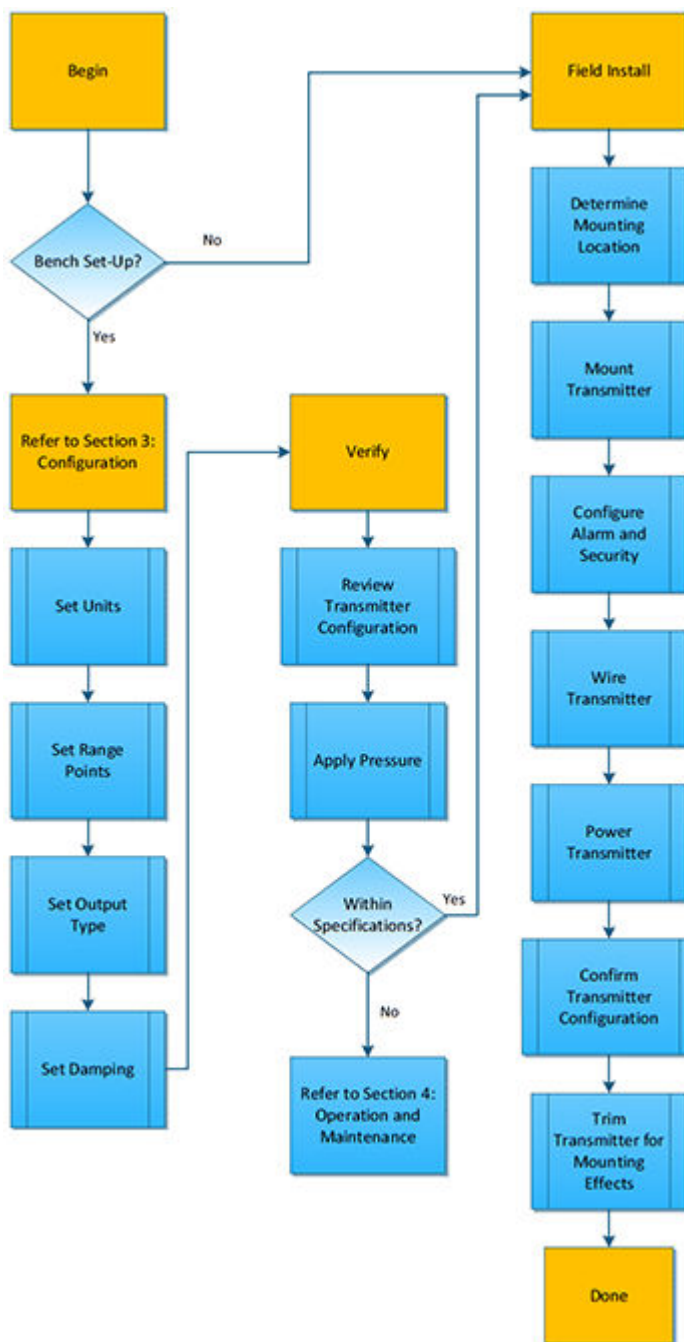 Begin
Bench Set-Up?
No
Yes
Refer to Section 3:
Configuration
Set Units
Set Range
Points
Set Output
Type
Set Damping
Verify
Review
Transmitter
Configuration
Apply Pressure
Within
Specifications?
Yes
No
Refer to Section 4:
Operation and
Maintenance
Field Install
Determine
Mounting
Location
Mount
Transmitter
Configure
Alarm and
Security
Wire
Transmitter
Power
Transmitter
Confirm
Transmitter
Configuration
Trim
Transmitter for
Mounting
Effects
Done